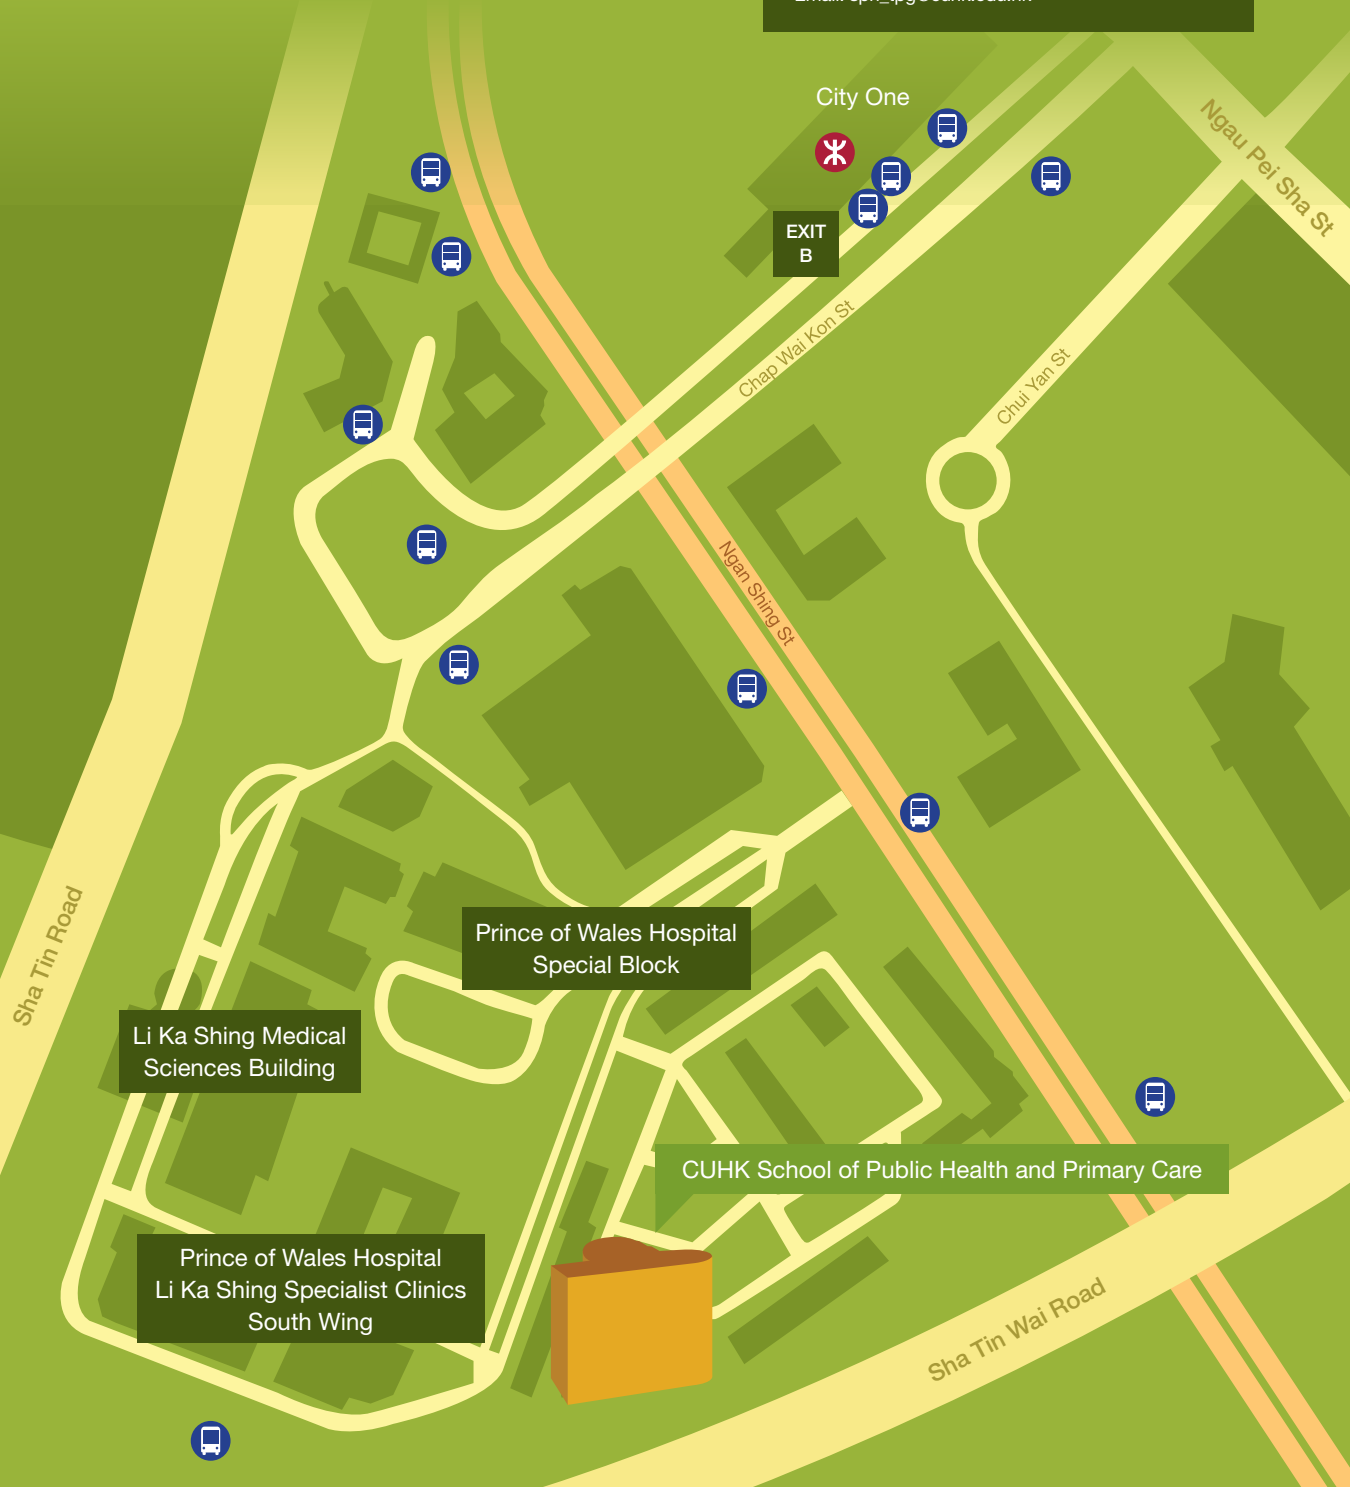 City One
EXIT
B
Ngau Pei Sha St
Chap Wai Kon St
Chui Yan St
Ngan Shing St
Sha Tin Road
Prince of Wales Hospital
Special Block
Li Ka Shing Medical
Sciences Building
CUHK School of Public Health and Primary Care
Prince of Wales Hospital
Li Ka Shing Specialist Clinics
South Wing
Sha Tin Wai Road